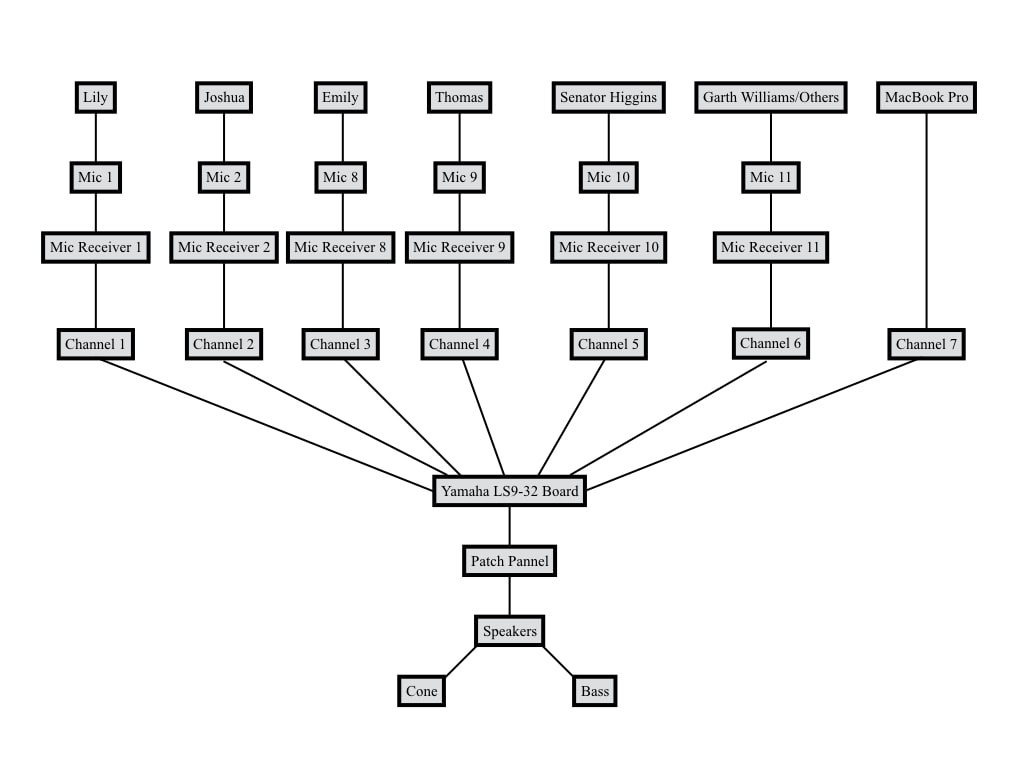 Lily
Joshua
Emily
Thomas
Senator Higgins
Garth Williams/Others
MacBook Pro
Mic 1
Mic 2
Mic 8
Mic 9
Mic 10
Mic 11
Mic Receiver 1
Mic Receiver 2
Mic Receiver 8
Mic Receiver 9
Mic Receiver 10
Mic Receiver 11
Channel 1
Channel 2
Channel 3
Channel 4
Channel 5
Channel 6
Channel 7
Yamaha LS9-32 Board
Patch Pannel
Speakers
Cone
Bass